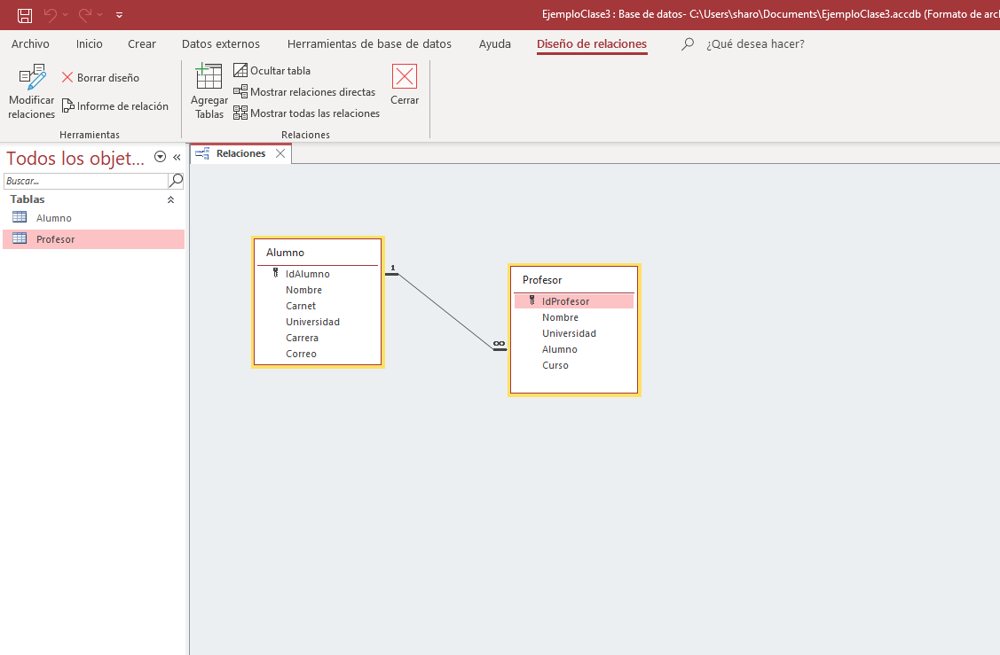 EjemploClase3 : Base de datos- C:\Users\sharo\Documents\EjemploClase3.accdb (Formato de arc
Archivo Inicio Crear Datos externos Herramientas de base de datos Ayuda Diseño de relaciones ¿Qué desea hacer?
Modificar relaciones
Borrar diseño
Informe de relación
Herramientas
Agregar Tablas
Ocultar tabla
Mostrar relaciones directas
Mostrar todas las relaciones
Cerrar
Relaciones
Todos los objet...
Buscar...
Tablas
Alumno
Profesor
Relaciones
Alumno
IdAlumno
Nombre
Carnet
Universidad
Carrera
Correo
1
∞
Profesor
IdProfesor
Nombre
Universidad
Alumno
Curso